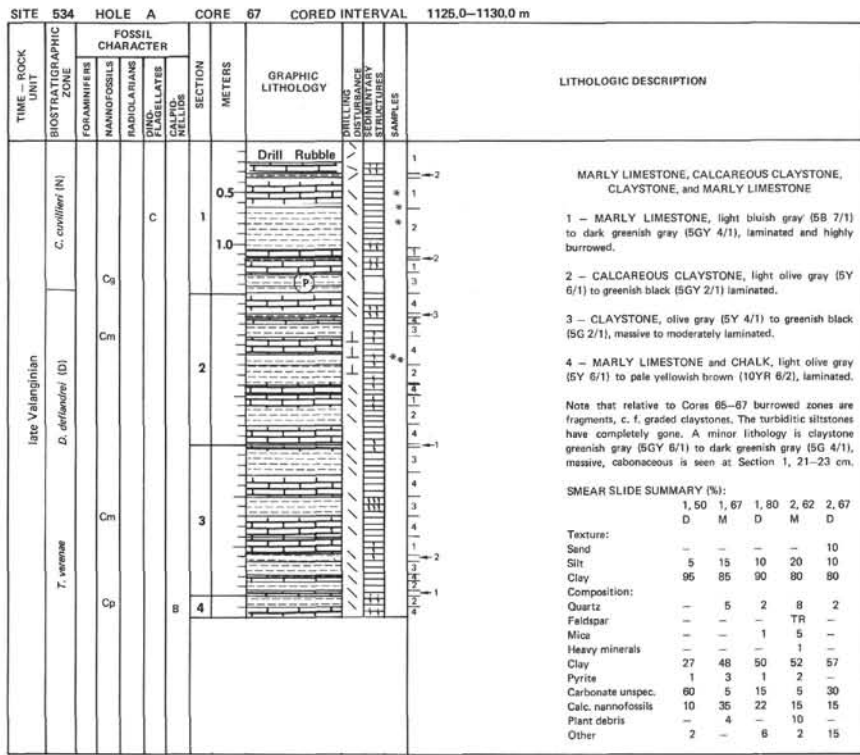 SITE 534 HOLE A CORE 67 CORED INTERVAL 1125.0–1130.0 m
TIME – ROCK UNIT
BIOSTRATIGRAPHIC ZONE
FOSSIL CHARACTER
FORAMINIFERS
NANNOFOSSILS
RADIOLARIANS
DINO-FLAGELLATES
CALPIO-NELLIDS
SECTION
METERS
GRAPHIC LITHOLOGY
DRILLING DISTURBANCE
SEDIMENTARY STRUCTURES
SAMPLES
LITHOLOGIC DESCRIPTION
late Valanginian
C. cuvillieri (N)
D. deflandrei (D)
T. verenae
Cg
Cm
Cm
Cp
C
B
1
2
3
4
0.5
1.0
Drill Rubble
P
MARLY LIMESTONE, CALCAREOUS CLAYSTONE,
CLAYSTONE, and MARLY LIMESTONE
1 – MARLY LIMESTONE, light bluish gray (5B 7/1)
to dark greenish gray (5GY 4/1), laminated and highly
burrowed.
2 – CALCAREOUS CLAYSTONE, light olive gray (5Y
6/1) to greenish black (5GY 2/1) laminated.
3 – CLAYSTONE, olive gray (5Y 4/1) to greenish black
(5G 2/1), massive to moderately laminated.
4 – MARLY LIMESTONE and CHALK, light olive gray
(5Y 6/1) to pale yellowish brown (10YR 6/2), laminated.
Note that relative to Cores 65–67 burrowed zones are
fragments, c. f. graded claystones. The turbiditic siltstones
have completely gone. A minor lithology is claystone
greenish gray (5GY 6/1) to dark greenish gray (5G 4/1),
massive, cabonaceous is seen at Section 1, 21–23 cm.
SMEAR SLIDE SUMMARY (%):
1, 50 1, 67 1, 80 2, 62 2, 67
D M D M D
Texture:
Sand – – – – 10
Silt 5 15 10 20 10
Clay 95 85 90 80 80
Composition:
Quartz – 5 2 8 2
Feldspar – – – TR –
Mica – – 1 5 –
Heavy minerals – – – 1 –
Clay 27 48 50 52 57
Pyrite 1 3 1 2 –
Carbonate unspec. 60 5 15 5 30
Calc. nannofossils 10 35 22 15 15
Plant debris – 4 – 10 –
Other 2 – 6 2 15